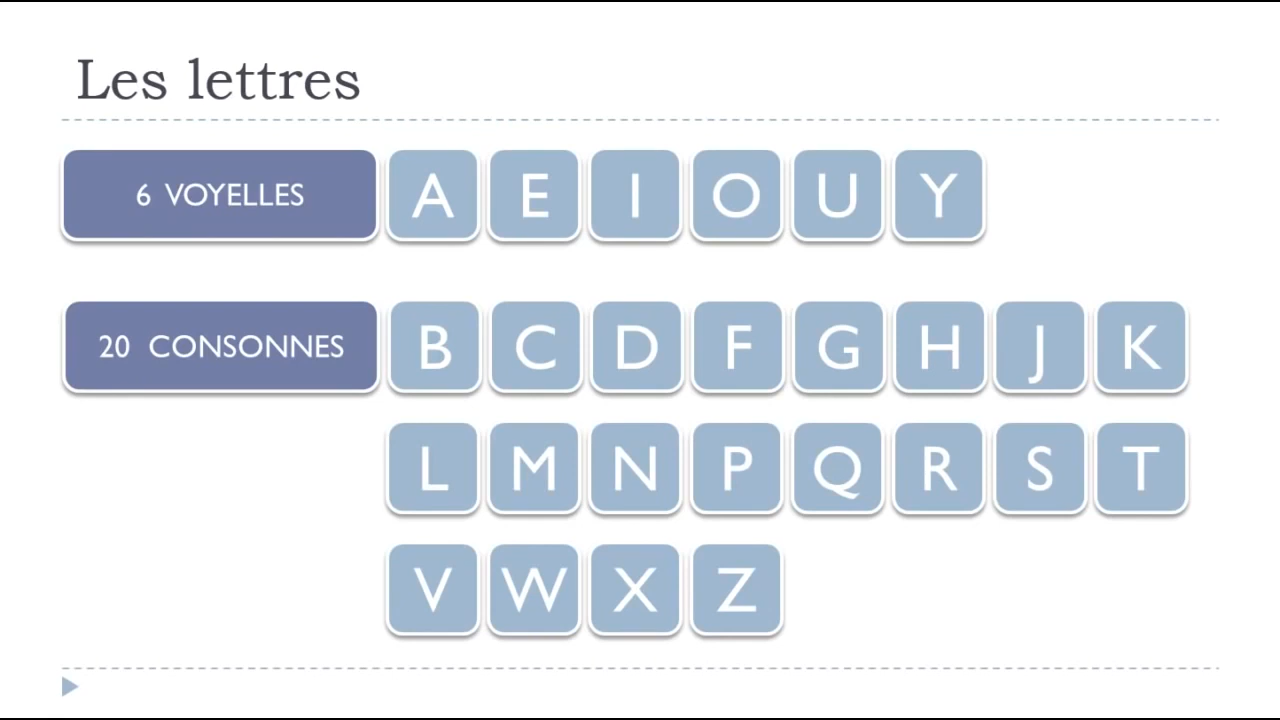 Les lettres
6 VOYELLES A E I O U Y
20 CONSONNES B C D F G H J K
L M N P Q R S T
V W X Z